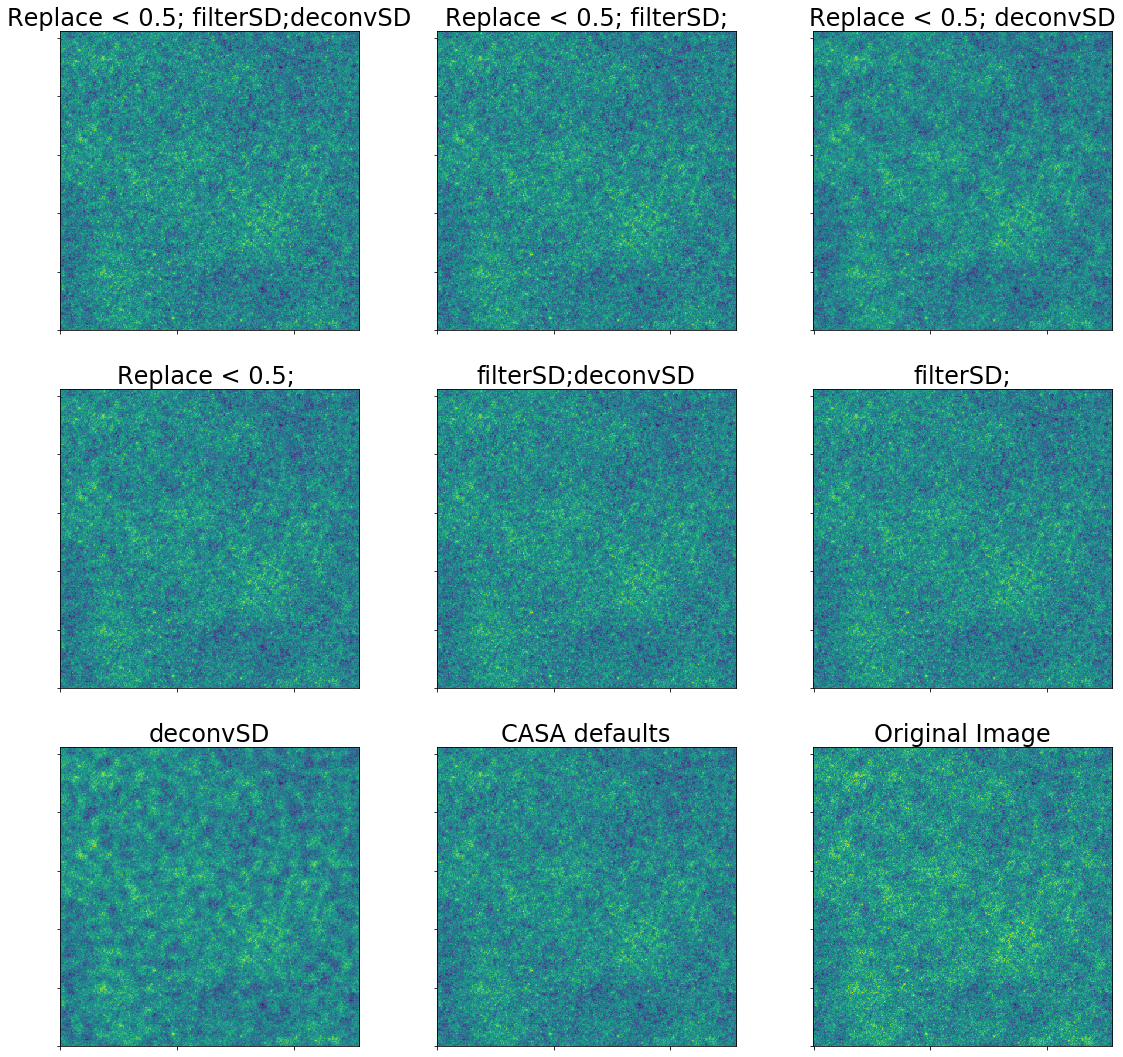 Replace < 0.5; filterSD;deconvSD
Replace < 0.5; filterSD;
Replace < 0.5; deconvSD
Replace < 0.5;
filterSD;deconvSD
filterSD;
deconvSD
CASA defaults
Original Image